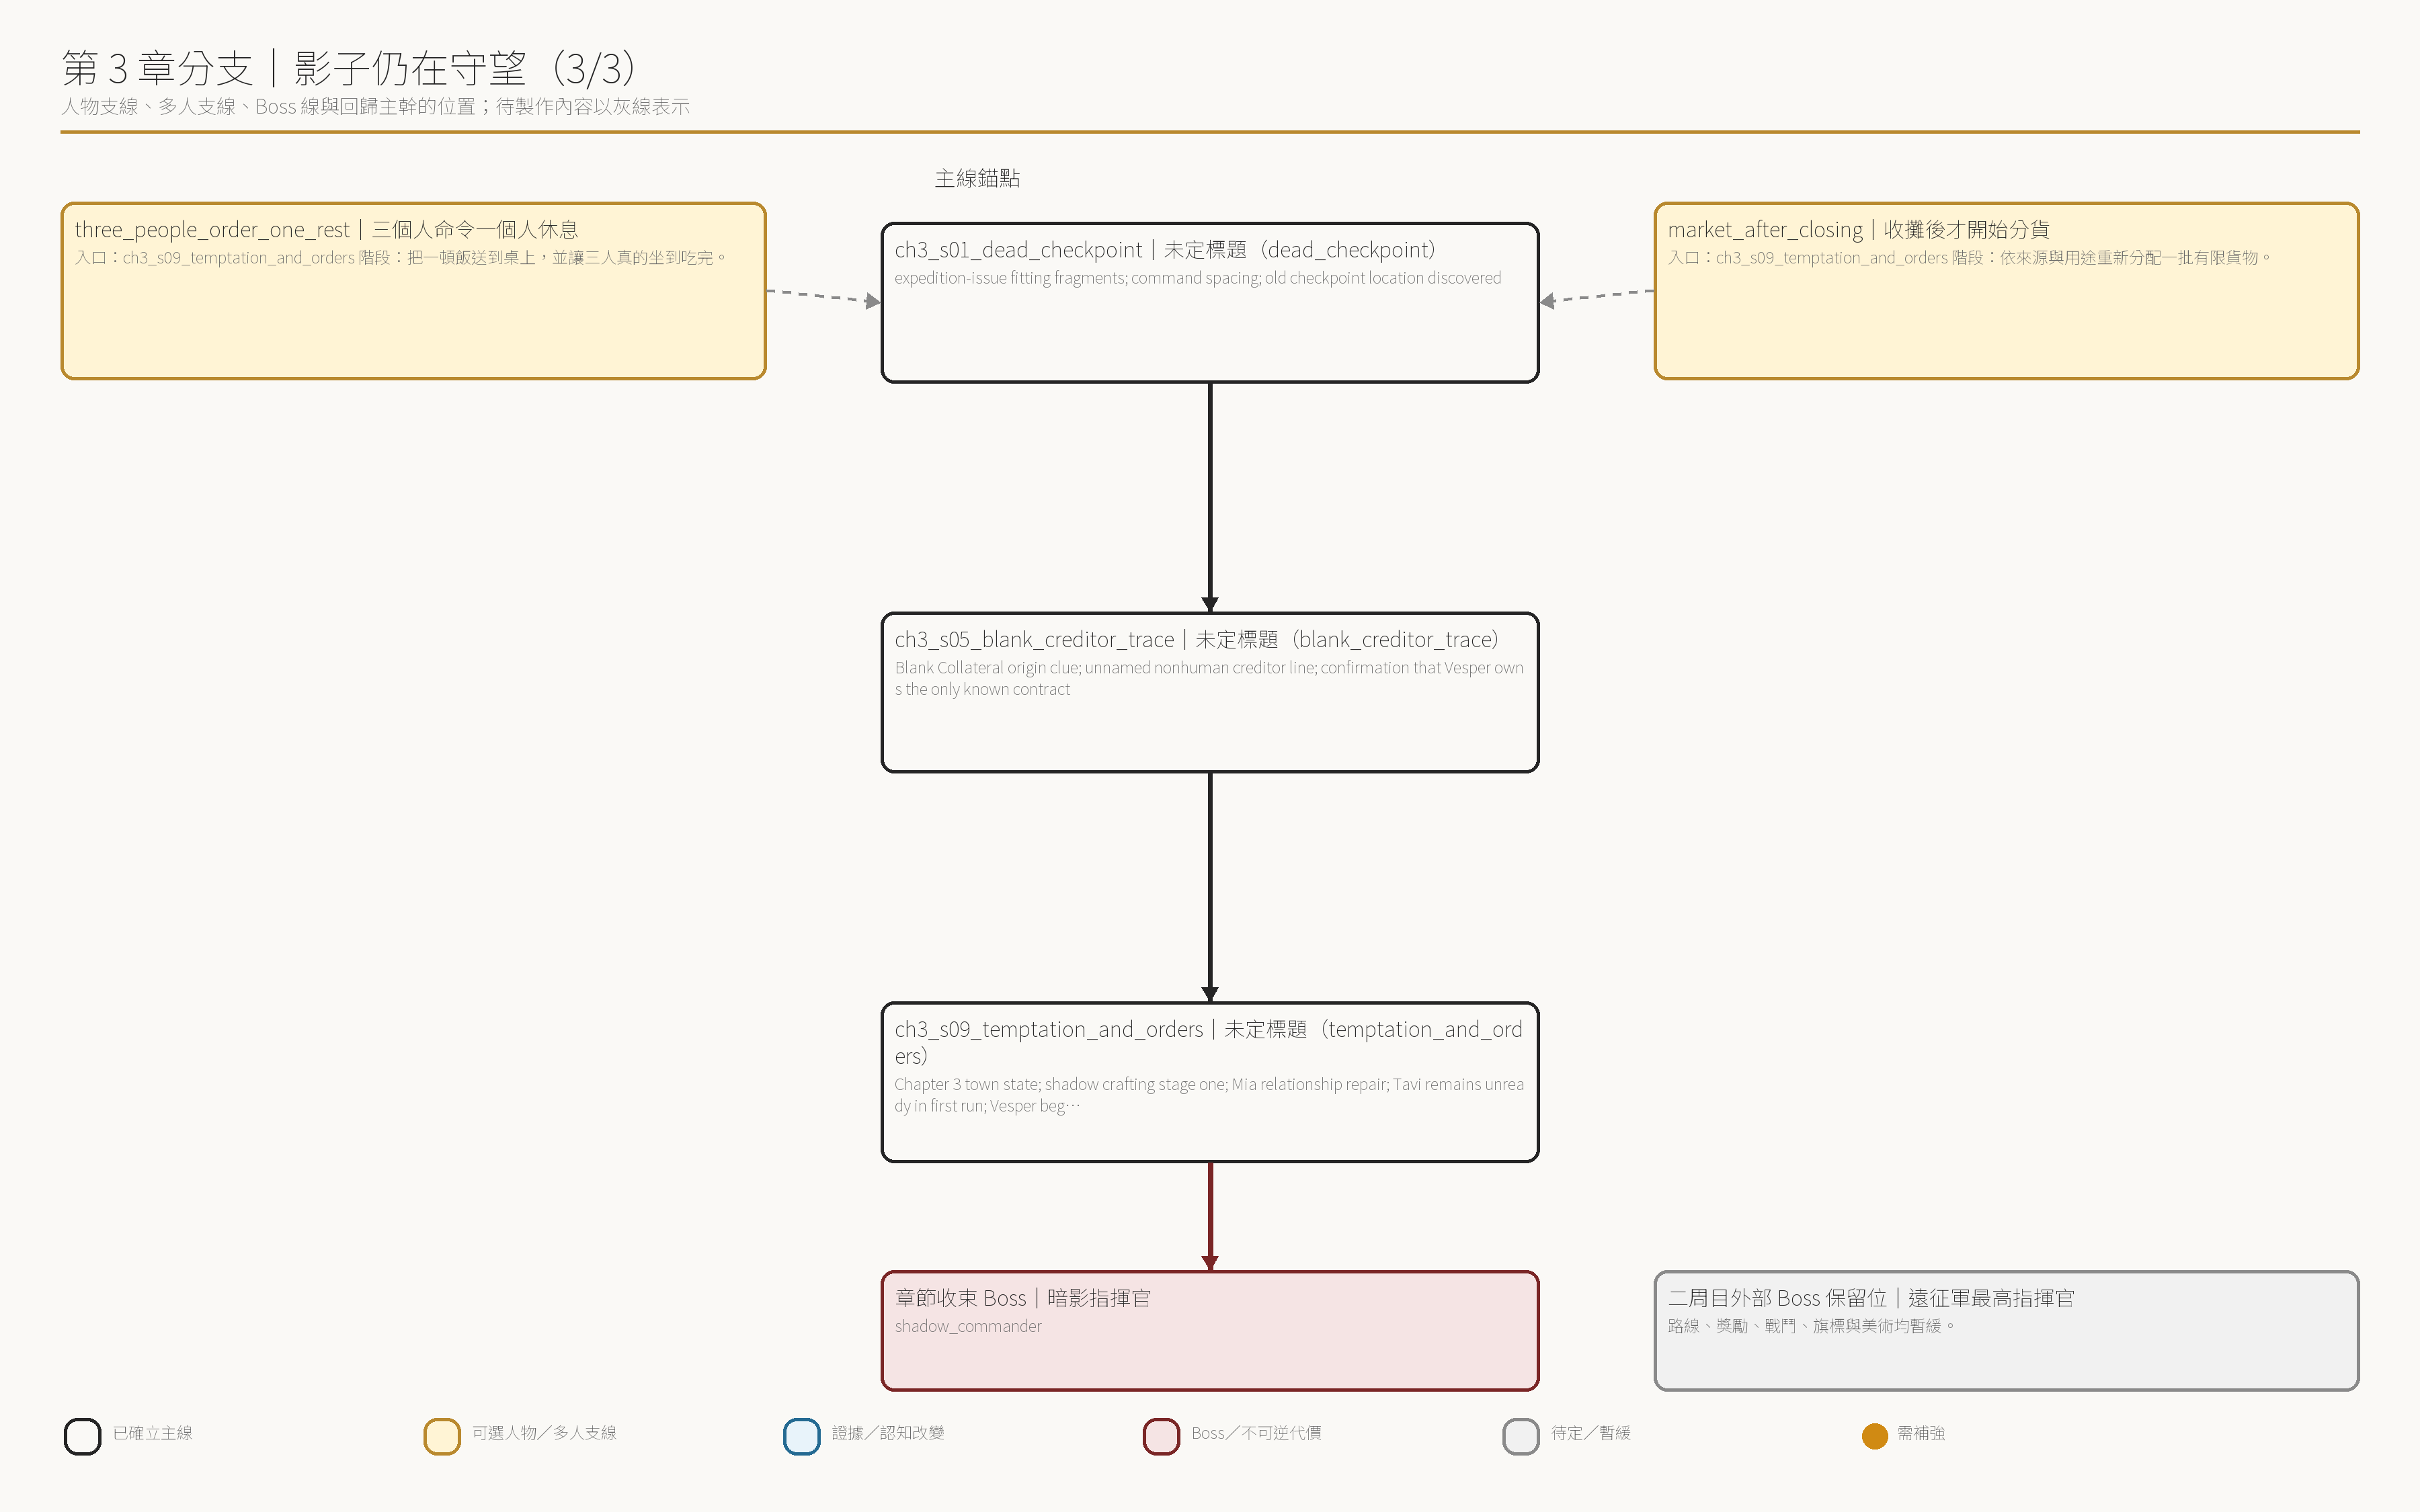 第 3 章分支｜影子仍在守望（3/3）
人物支線、多人支線、Boss 線與回歸主幹的位置；待製作內容以灰線表示
主線錨點
three_people_order_one_rest｜三個人命令一個人休息
入口：ch3_s09_temptation_and_orders 階段：把一頓飯送到桌上，並讓三人真的坐到吃完。
ch3_s01_dead_checkpoint｜未定標題（dead_checkpoint）
expedition-issue fitting fragments; command spacing; old checkpoint location discovered
market_after_closing｜收攤後才開始分貨
入口：ch3_s09_temptation_and_orders 階段：依來源與用途重新分配一批有限貨物。
ch3_s05_blank_creditor_trace｜未定標題（blank_creditor_trace）
Blank Collateral origin clue; unnamed nonhuman creditor line; confirmation that Vesper own
s the only known contract
ch3_s09_temptation_and_orders｜未定標題（temptation_and_ord
ers）
Chapter 3 town state; shadow crafting stage one; Mia relationship repair; Tavi remains unrea
dy in first run; Vesper beg…
章節收束 Boss｜暗影指揮官
shadow_commander
二周目外部 Boss 保留位｜遠征軍最高指揮官
路線、獎勵、戰鬥、旗標與美術均暫緩。
已確立主線
可選人物／多人支線
證據／認知改變
Boss／不可逆代價
待定／暫緩
需補強